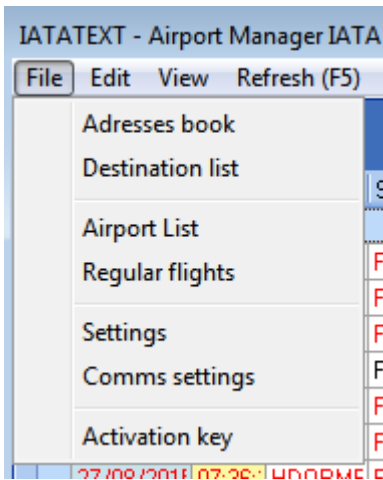 IATATEXT - Airport Manager IATA
File Edit View Refresh (F5)
Adresses book
Destination list
Airport List
Regular flights
Settings
Comms settings
Activation key